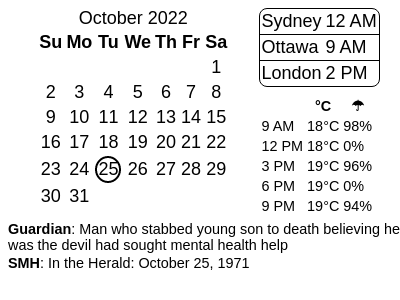 October 2022
Su Mo Tu We Th Fr Sa
1
2 3 4 5 6 7 8
9 10 11 12 13 14 15
16 17 18 19 20 21 22
23 24 25 26 27 28 29
30 31
Sydney 12 AM
Ottawa 9 AM
London 2 PM
°C ☂
9 AM 18°C 98%
12 PM 18°C 0%
3 PM 19°C 96%
6 PM 19°C 0%
9 PM 19°C 94%
Guardian: Man who stabbed young son to death believing he
was the devil had sought mental health help
SMH: In the Herald: October 25, 1971